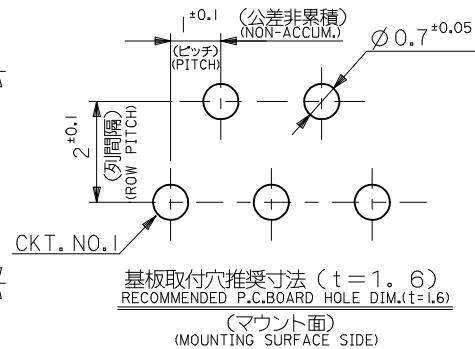 1±0.1
(公差非累積)
(NON-ACCUM.)
(ピッチ)
(PITCH)
Ø0.7±0.05
2±0.1
(列間隔)
(ROW PITCH)
CKT. NO.1
基板取付穴推奨寸法(t=1.6)
RECOMMENDED P.C.BOARD HOLE DIM.(t=1.6)
(マウント面)
(MOUNTING SURFACE SIDE)